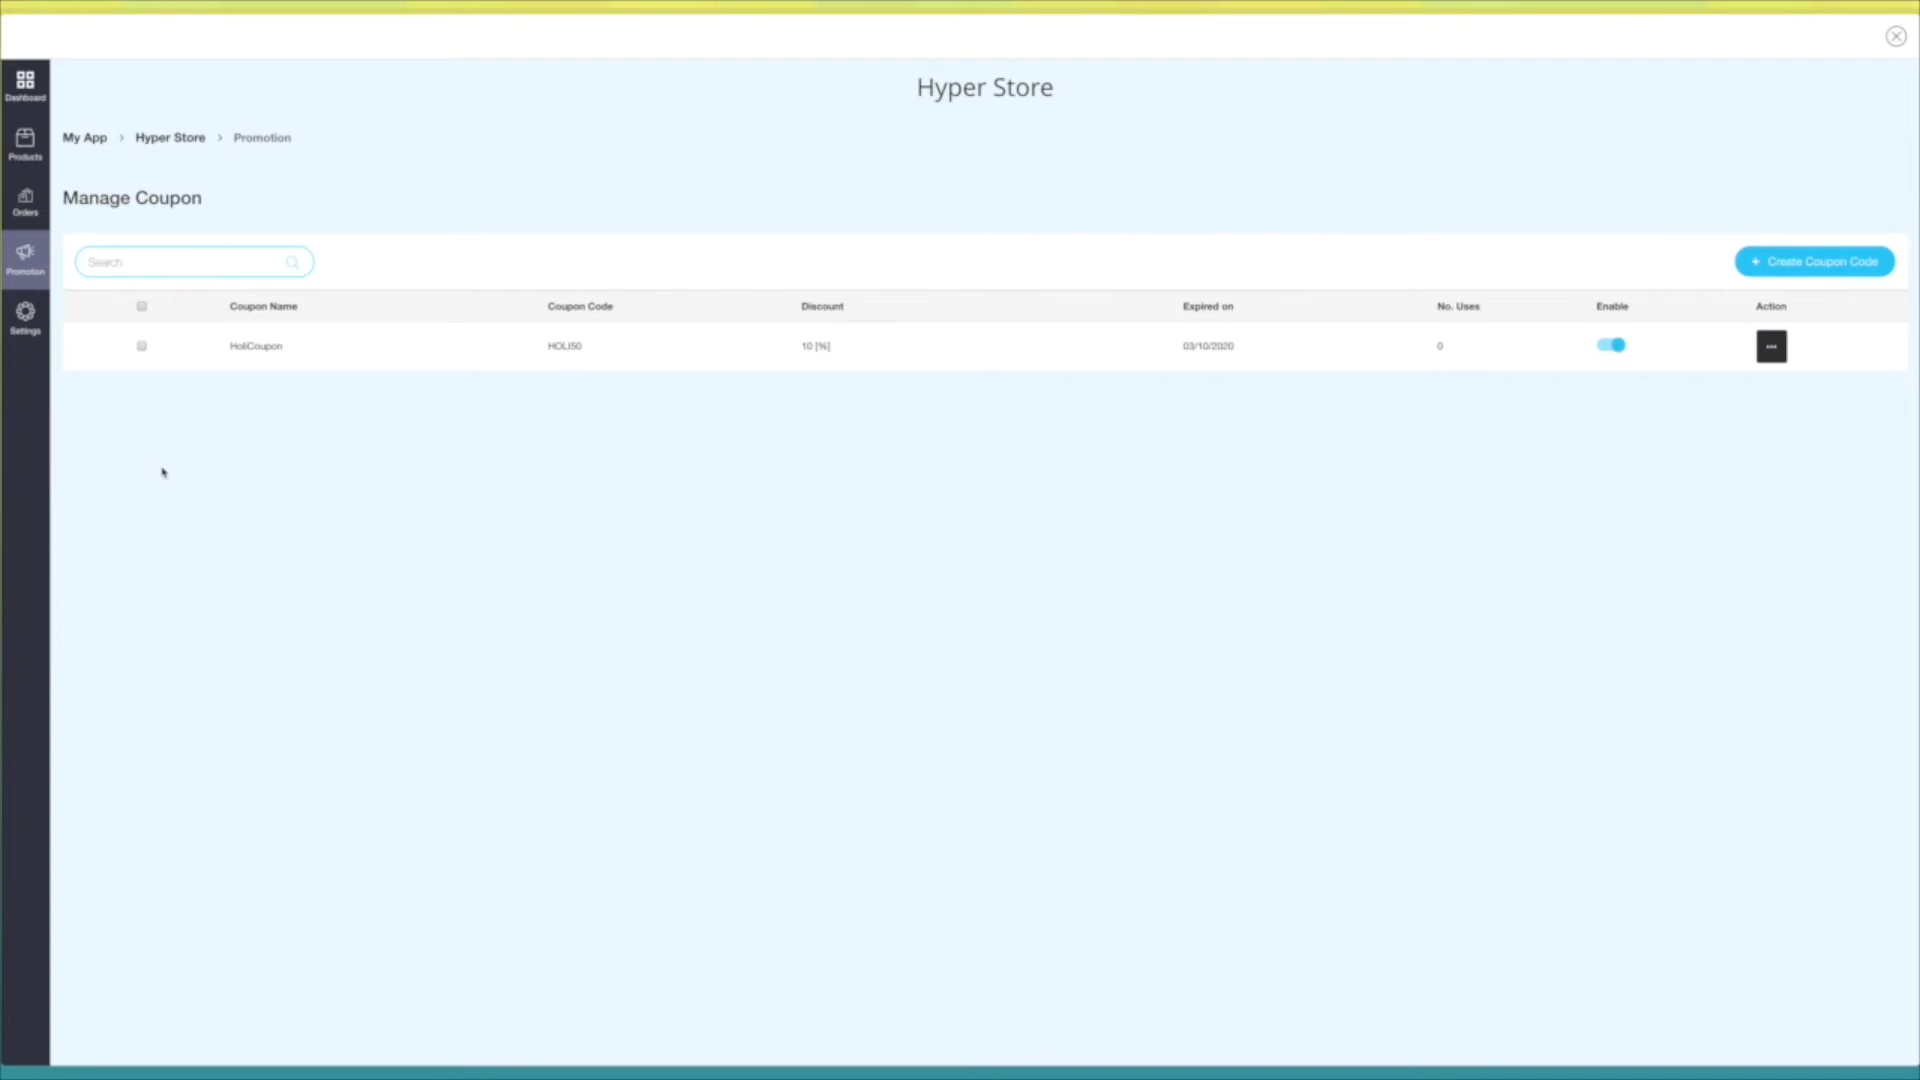 Hyper Store
Dashboard
Products
Orders
Promotion
Settings
My App > Hyper Store > Promotion
Manage Coupon
Search
+ Create Coupon Code
Coupon Name Coupon Code Discount Expired on No. Uses Enable Action
HoliCoupon HOLI50 10 [%] 03/10/2020 0 ...